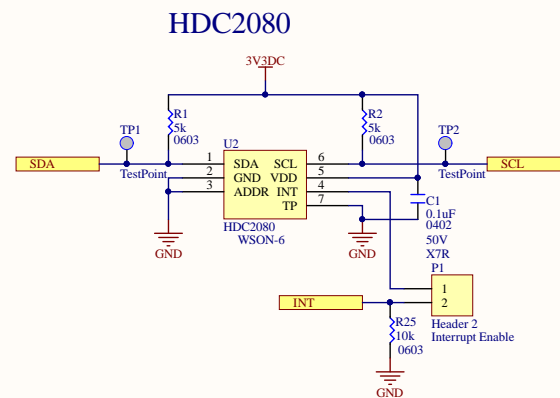 HDC2080
3V3DC
R1
5k
0603
R2
5k
0603
TP1
TestPoint
TP2
TestPoint
SDA
SCL
U2
1
SDA
SCL
6
2
GND
VDD
5
3
ADDR
INT
4
TP
7
HDC2080
WSON-6
GND
GND
C1
0.1uF
0402
50V
X7R
P1
1
2
Header 2
Interrupt Enable
INT
R25
10k
0603
GND